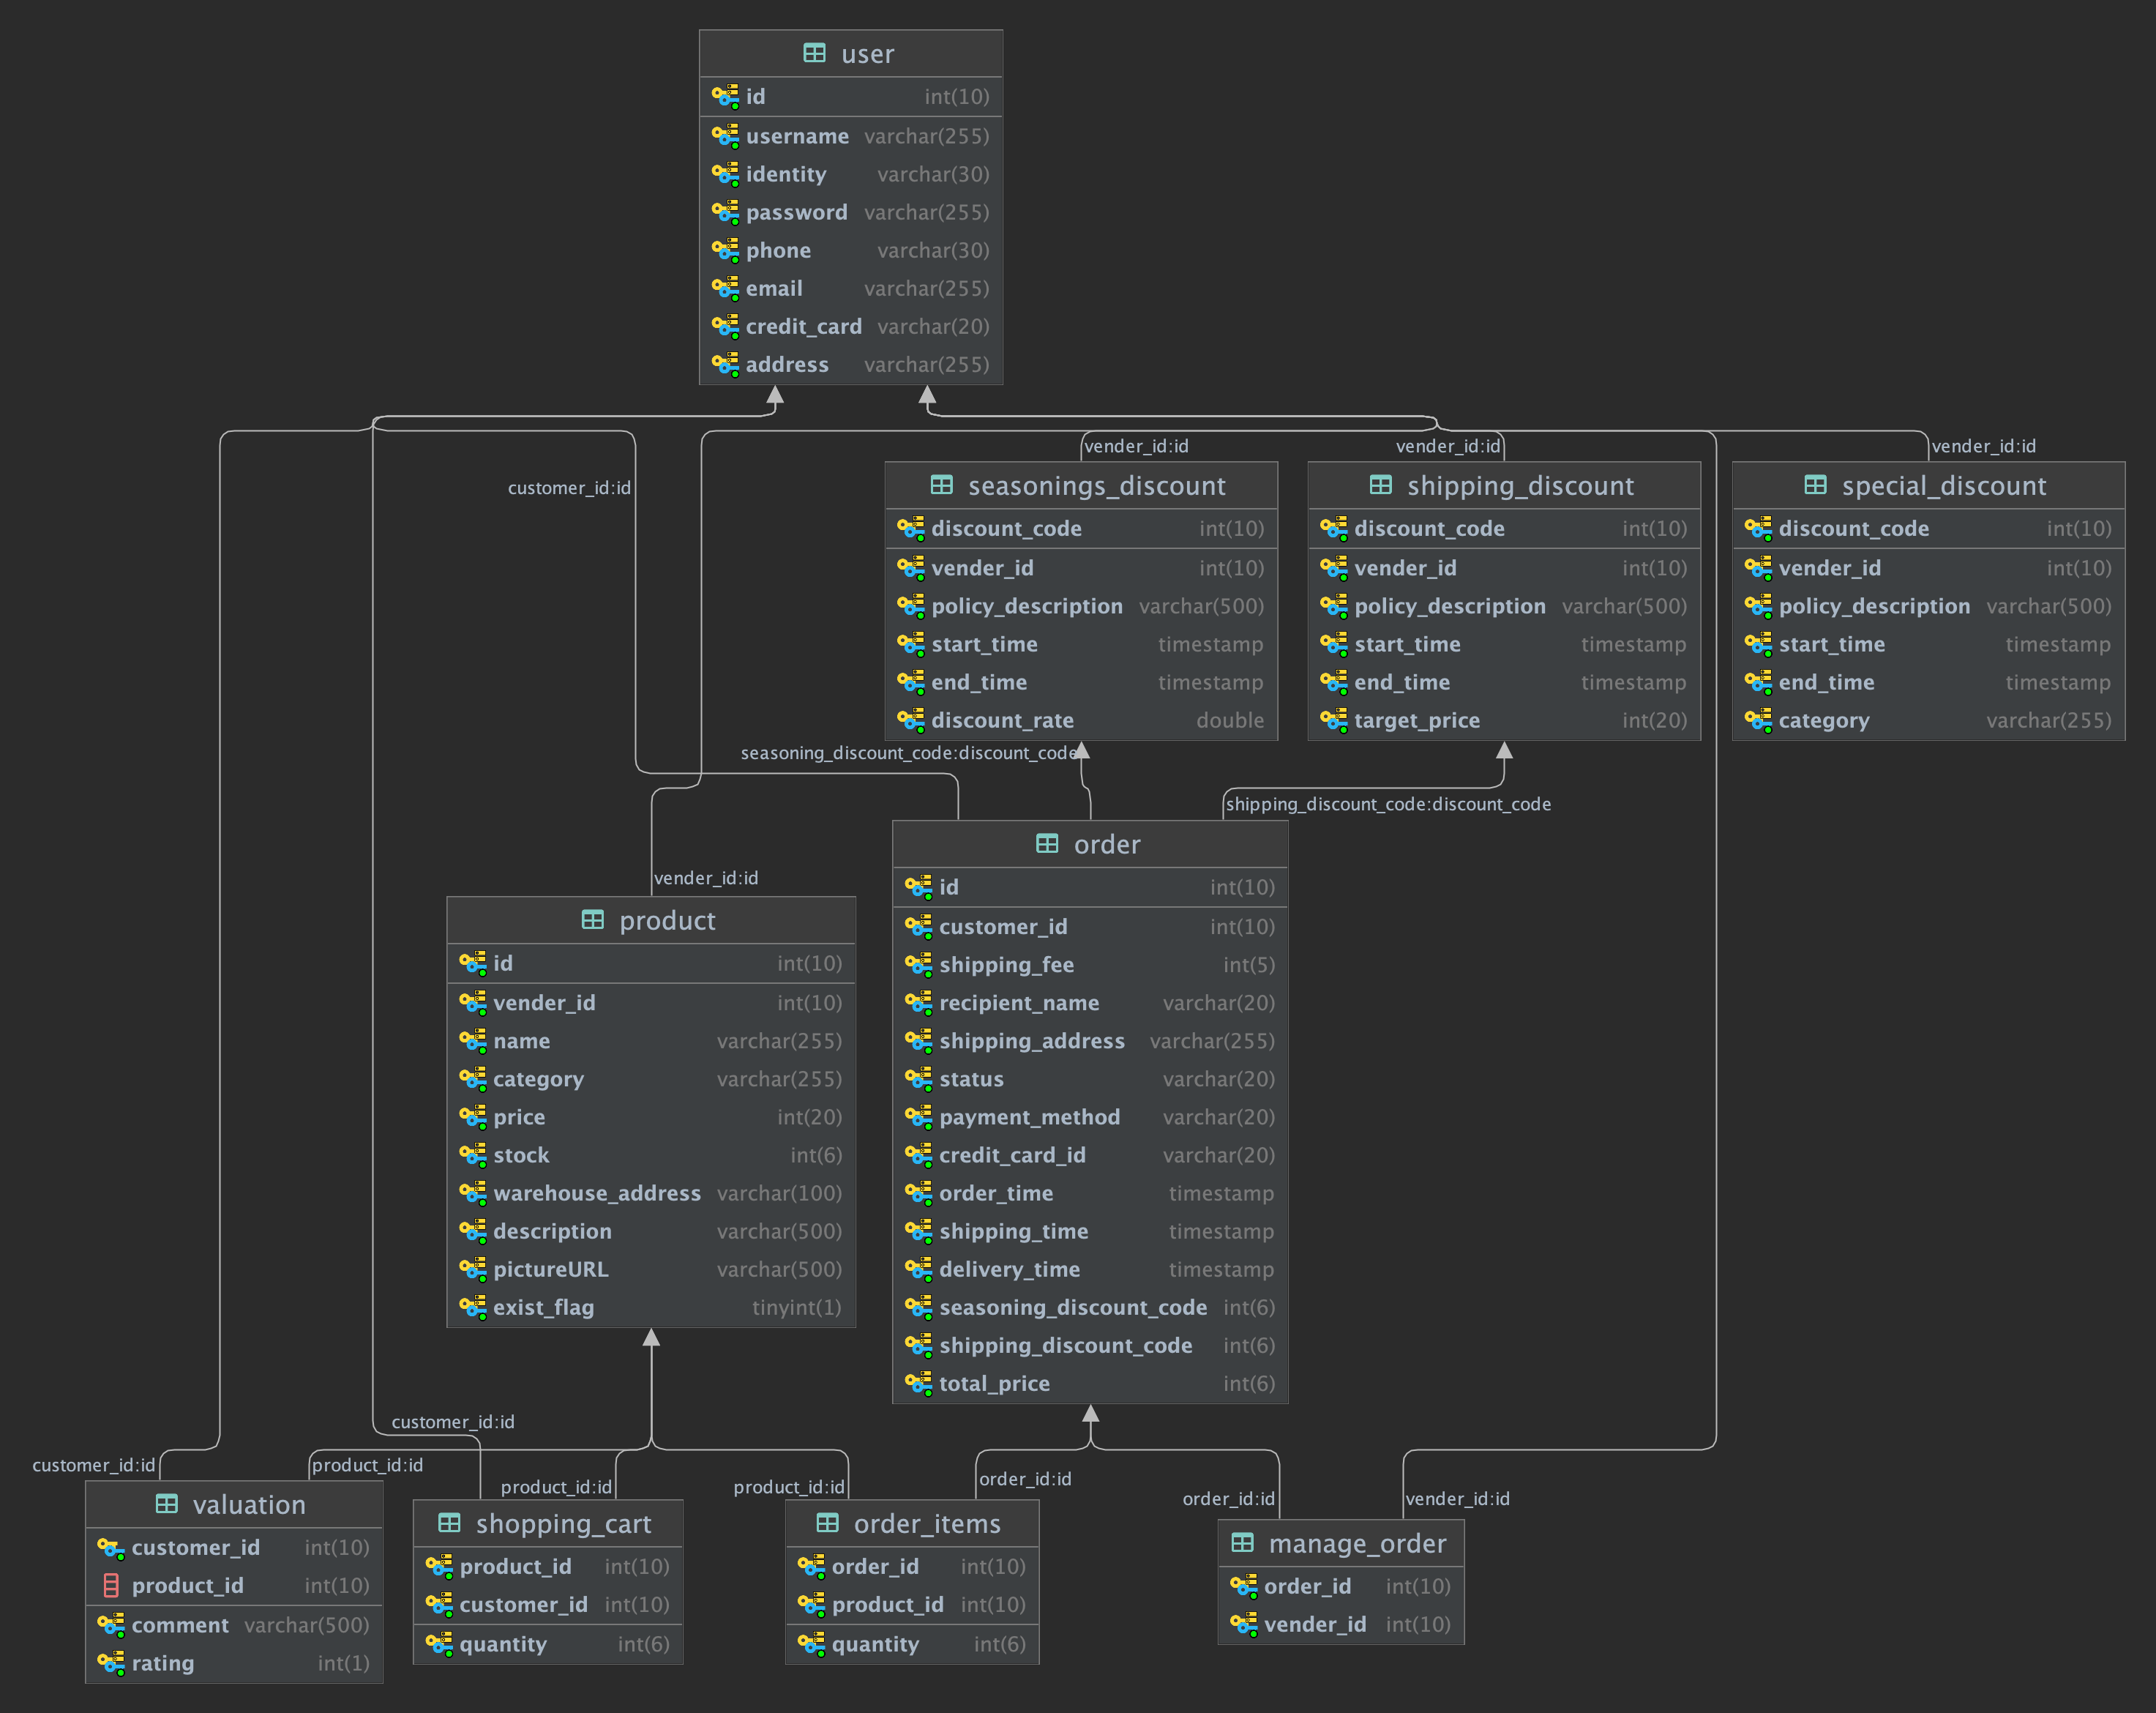 user
id int(10)
username varchar(255)
identity varchar(30)
password varchar(255)
phone varchar(30)
email varchar(255)
credit_card varchar(20)
address varchar(255)
vender_id:id
vender_id:id
vender_id:id
customer_id:id
seasonings_discount
discount_code int(10)
vender_id int(10)
policy_description varchar(500)
start_time timestamp
end_time timestamp
discount_rate double
shipping_discount
discount_code int(10)
vender_id int(10)
policy_description varchar(500)
start_time timestamp
end_time timestamp
target_price int(20)
special_discount
discount_code int(10)
vender_id int(10)
policy_description varchar(500)
start_time timestamp
end_time timestamp
category varchar(255)
seasoning_discount_code:discount_code
shipping_discount_code:discount_code
vender_id:id
product
id int(10)
vender_id int(10)
name varchar(255)
category varchar(255)
price int(20)
stock int(6)
warehouse_address varchar(100)
description varchar(500)
pictureURL varchar(500)
exist_flag tinyint(1)
order
id int(10)
customer_id int(10)
shipping_fee int(5)
recipient_name varchar(20)
shipping_address varchar(255)
status varchar(20)
payment_method varchar(20)
credit_card_id varchar(20)
order_time timestamp
shipping_time timestamp
delivery_time timestamp
seasoning_discount_code int(6)
shipping_discount_code int(6)
total_price int(6)
customer_id:id
customer_id:id
product_id:id
product_id:id
product_id:id
order_id:id
order_id:id
vender_id:id
valuation
customer_id int(10)
product_id int(10)
comment varchar(500)
rating int(1)
shopping_cart
product_id int(10)
customer_id int(10)
quantity int(6)
order_items
order_id int(10)
product_id int(10)
quantity int(6)
manage_order
order_id int(10)
vender_id int(10)